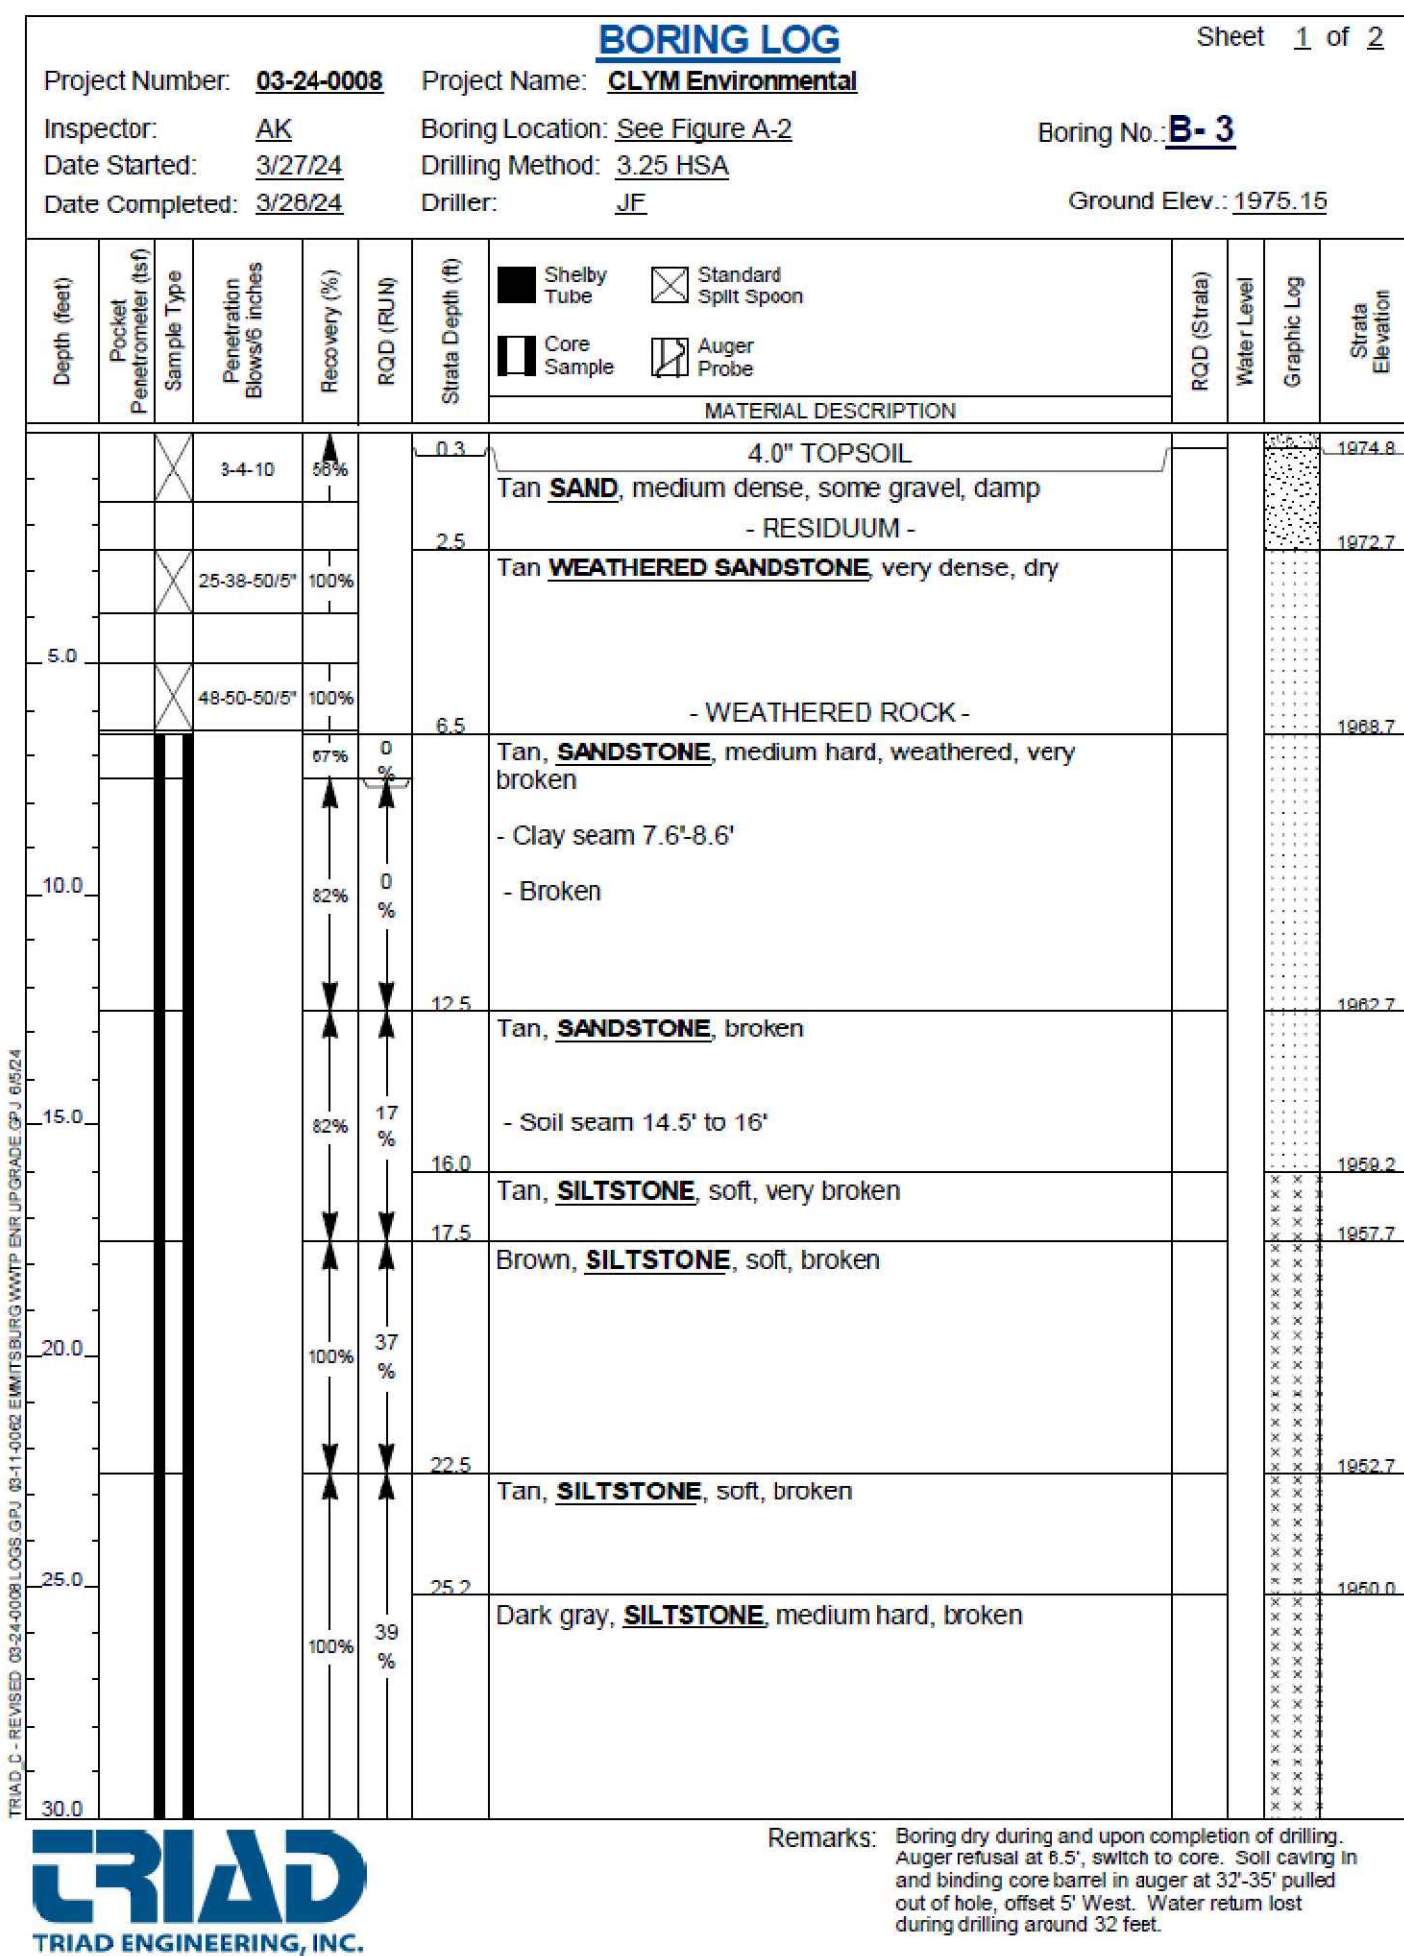 BORING LOG
Sheet 1 of 2
Project Number: 03-24-0008 Project Name: CLYM Environmental
Inspector: AK Boring Location: See Figure A-2 Boring No.: B- 3
Date Started: 3/27/24 Drilling Method: 3.25 HSA
Date Completed: 3/28/24 Driller: JF Ground Elev.: 1975.15
Depth (feet)
Pocket
Penetrometer (tsf)
Sample Type
Penetration
Blows/6 inches
Recovery (%)
RQD (RUN)
Strata Depth (ft)
Shelby
Tube
Standard
Split Spoon
Core
Sample
Auger
Probe
MATERIAL DESCRIPTION
RQD (Strata)
Water Level
Graphic Log
Strata
Elevation
0.3 4.0" TOPSOIL 1974.8
3-4-10 56%
Tan SAND, medium dense, some gravel, damp
- RESIDUUM -
2.5 1972.7
Tan WEATHERED SANDSTONE, very dense, dry
25-38-50/5" 100%
5.0
48-50-50/5" 100%
- WEATHERED ROCK -
6.5 1968.7
67% 0
%
Tan, SANDSTONE, medium hard, weathered, very
broken
- Clay seam 7.6'-8.6'
10.0 82% 0
%
- Broken
12.5 1962.7
Tan, SANDSTONE, broken
15.0 82% 17
%
- Soil seam 14.5' to 16'
16.0 1959.2
Tan, SILTSTONE, soft, very broken
17.5 1957.7
Brown, SILTSTONE, soft, broken
20.0 100% 37
%
22.5 1952.7
Tan, SILTSTONE, soft, broken
25.0
25.2 1950.0
Dark gray, SILTSTONE, medium hard, broken
100% 39
%
30.0
TRIAD_C - REVISED 03-24-0008 LOGS.GPJ 03-11-0062 EMMITSBURG WWTP ENR UPGRADE.GPJ 6/5/24
TRIAD
TRIAD ENGINEERING, INC.
Remarks: Boring dry during and upon completion of drilling.
Auger refusal at 6.5', switch to core. Soil caving in
and binding core barrel in auger at 32'-35' pulled
out of hole, offset 5' West. Water return lost
during drilling around 32 feet.